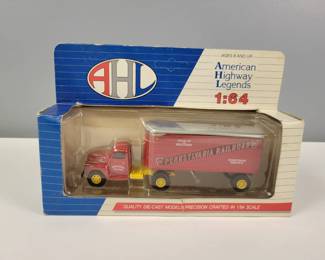 AGES 8 AND UP
AHL
American
Highway
Legends
1:64
PENNSYLVANIA RAILROAD
QUALITY DIE-CAST MODELS PRECISION CRAFTED IN 1:64 SCALE